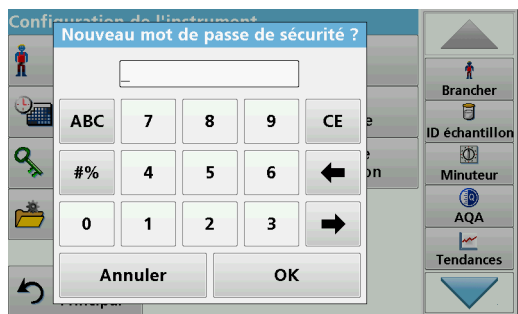 Configuration de l'instrument
Nouveau mot de passe de sécurité ?
_
ABC 7 8 9 CE
#% 4 5 6
0 1 2 3
Annuler OK
Principal
Brancher
ID échantillon
Minuteur
AQA
Tendances